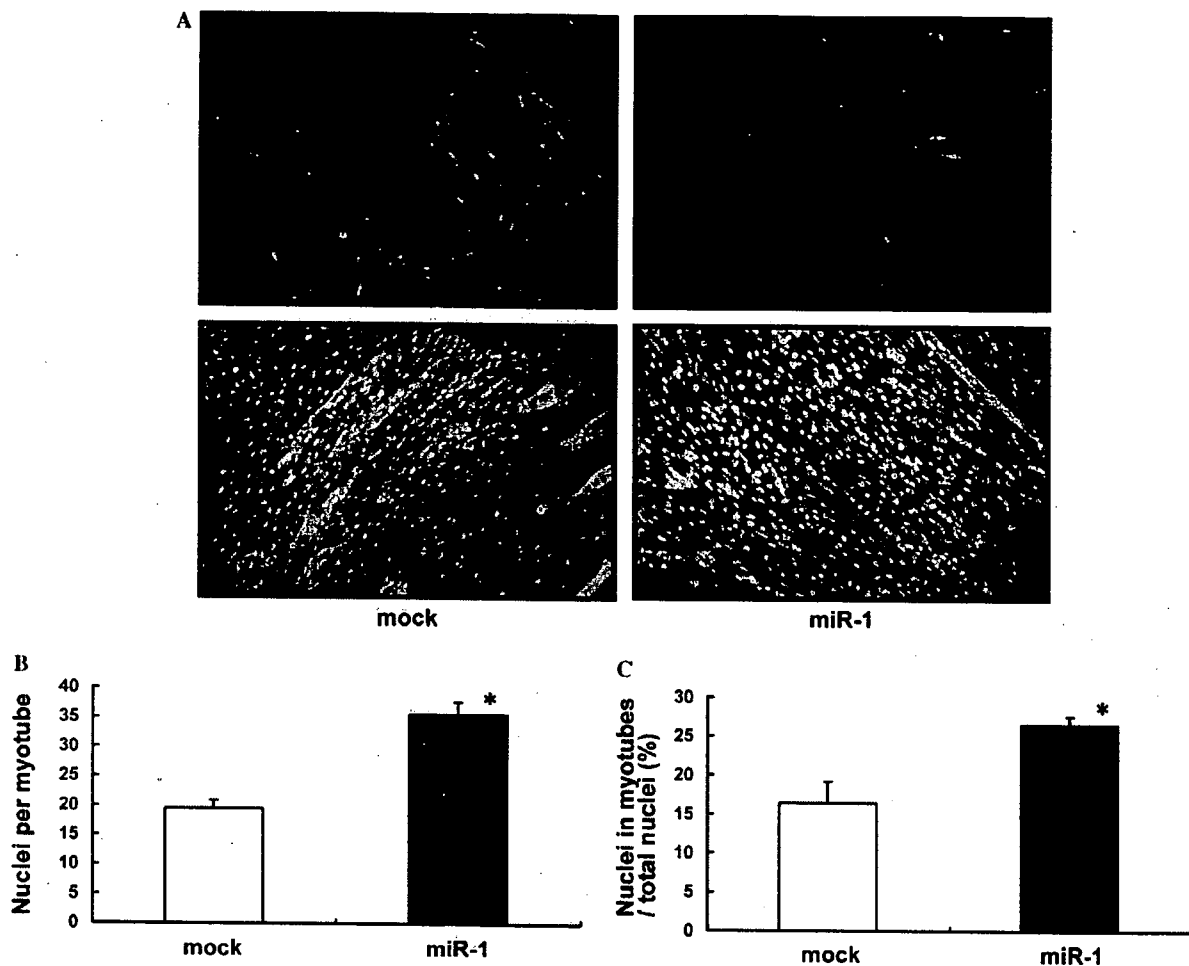 A
mock
miR-1
B
Nuclei per myotube
40
35
30
25
20
15
10
5
0
*
mock
miR-1
C
Nuclei in myotubes
/ total nuclei (%)
30
25
20
15
10
5
0
*
mock
miR-1